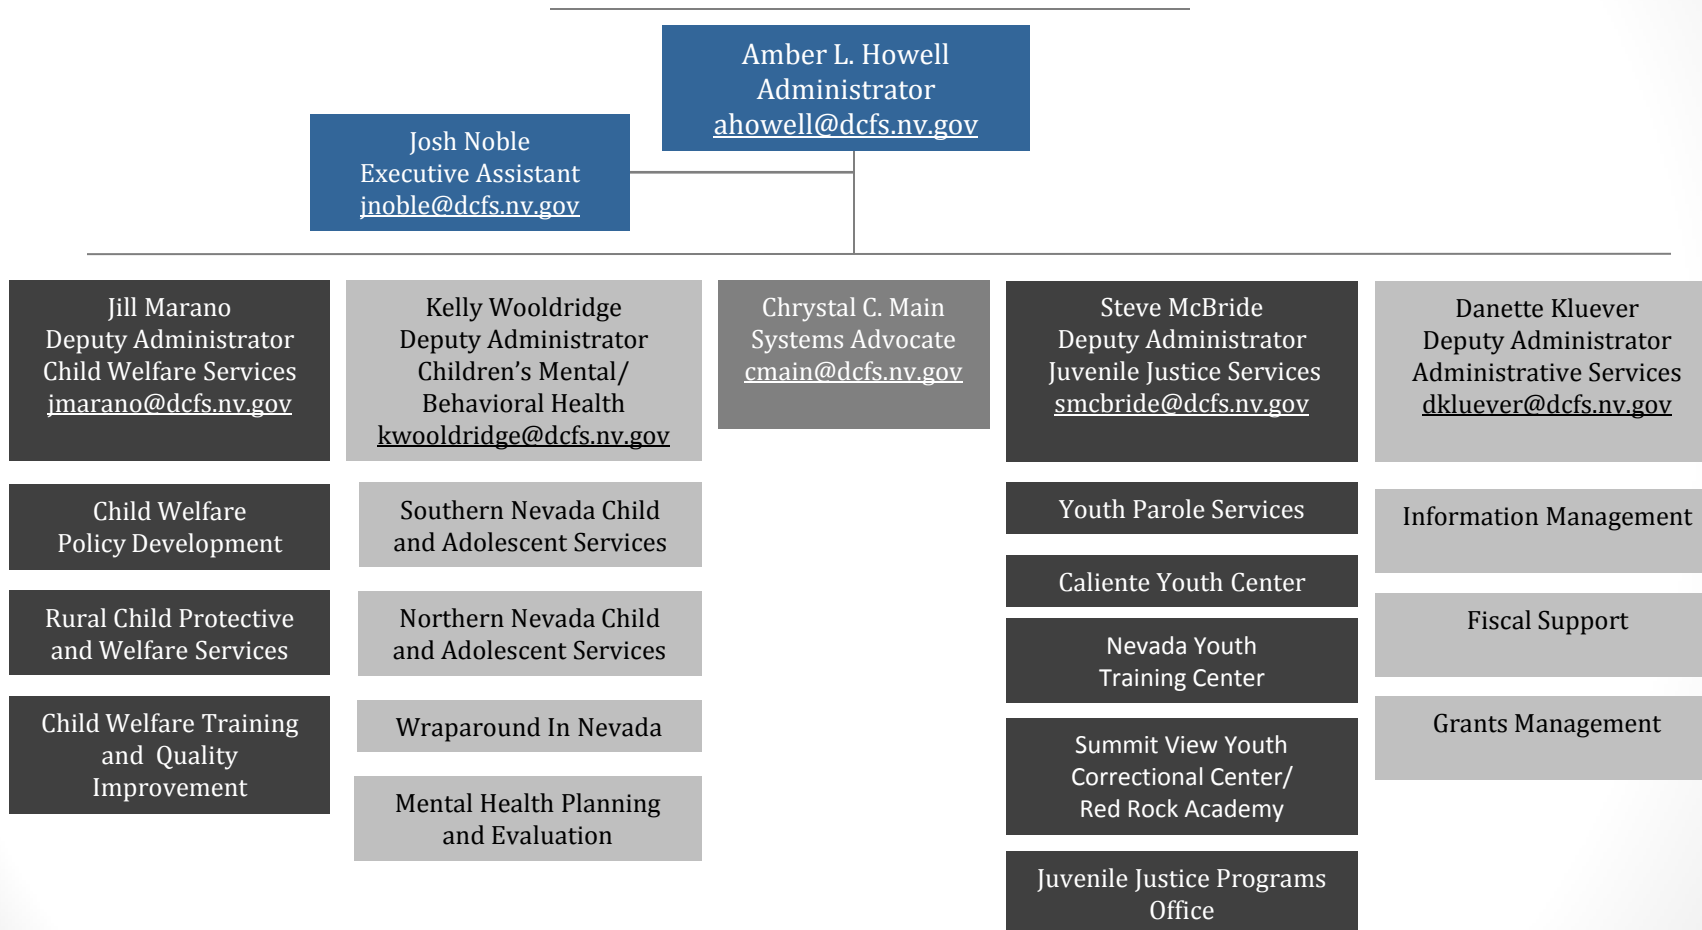 Amber L. Howell
Administrator
ahowell@dcfs.nv.gov
Josh Noble
Executive Assistant
jnoble@dcfs.nv.gov
Jill Marano
Deputy Administrator
Child Welfare Services
jmarano@dcfs.nv.gov
Child Welfare
Policy Development
Rural Child Protective
and Welfare Services
Child Welfare Training
and Quality
Improvement
Kelly Wooldridge
Deputy Administrator
Children’s Mental/
Behavioral Health
kwooldridge@dcfs.nv.gov
Southern Nevada Child
and Adolescent Services
Northern Nevada Child
and Adolescent Services
Wraparound In Nevada
Mental Health Planning
and Evaluation
Chrystal C. Main
Systems Advocate
cmain@dcfs.nv.gov
Steve McBride
Deputy Administrator
Juvenile Justice Services
smcbride@dcfs.nv.gov
Youth Parole Services
Caliente Youth Center
Nevada Youth
Training Center
Summit View Youth
Correctional Center/
Red Rock Academy
Juvenile Justice Programs
Office
Danette Kluever
Deputy Administrator
Administrative Services
dkluever@dcfs.nv.gov
Information Management
Fiscal Support
Grants Management